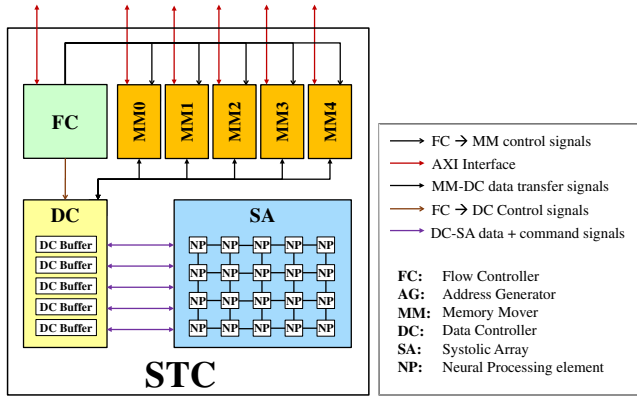 FC
MM0
MM1
MM2
MM3
MM4
DC
DC Buffer
DC Buffer
DC Buffer
DC Buffer
DC Buffer
SA
NP NP NP NP NP
NP NP NP NP NP
NP NP NP NP NP
NP NP NP NP NP
STC
FC → MM control signals
AXI Interface
MM-DC data transfer signals
FC → DC Control signals
DC-SA data + command signals
FC: Flow Controller
AG: Address Generator
MM: Memory Mover
DC: Data Controller
SA: Systolic Array
NP: Neural Processing element